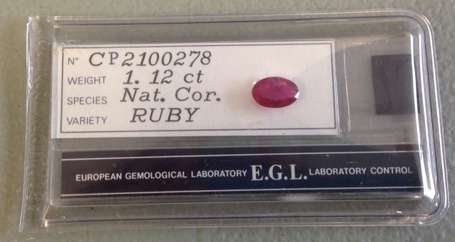 N° CP2100278
WEIGHT 1.12 ct
SPECIES Nat. Cor.
VARIETY RUBY
EUROPEAN GEMOLOGICAL LABORATORY E.G.L. LABORATORY CONTROL